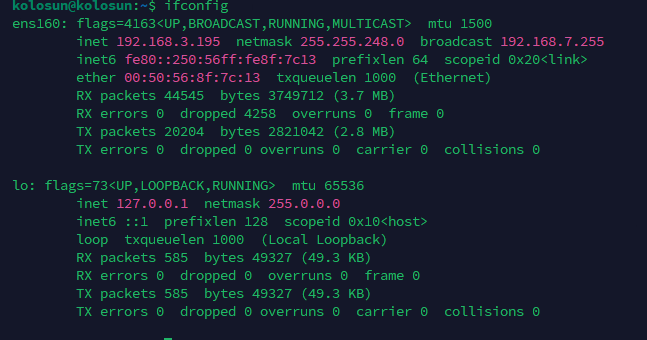 kolosun@kolosun:~$ ifconfig
ens160: flags=4163<UP,BROADCAST,RUNNING,MULTICAST>  mtu 1500
        inet 192.168.3.195  netmask 255.255.248.0  broadcast 192.168.7.255
        inet6 fe80::250:56ff:fe8f:7c13  prefixlen 64  scopeid 0x20<link>
        ether 00:50:56:8f:7c:13  txqueuelen 1000  (Ethernet)
        RX packets 44545  bytes 3749712 (3.7 MB)
        RX errors 0  dropped 4258  overruns 0  frame 0
        TX packets 20204  bytes 2821042 (2.8 MB)
        TX errors 0  dropped 0 overruns 0  carrier 0  collisions 0

lo: flags=73<UP,LOOPBACK,RUNNING>  mtu 65536
        inet 127.0.0.1  netmask 255.0.0.0
        inet6 ::1  prefixlen 128  scopeid 0x10<host>
        loop  txqueuelen 1000  (Local Loopback)
        RX packets 585  bytes 49327 (49.3 KB)
        RX errors 0  dropped 0  overruns 0  frame 0
        TX packets 585  bytes 49327 (49.3 KB)
        TX errors 0  dropped 0 overruns 0  carrier 0  collisions 0